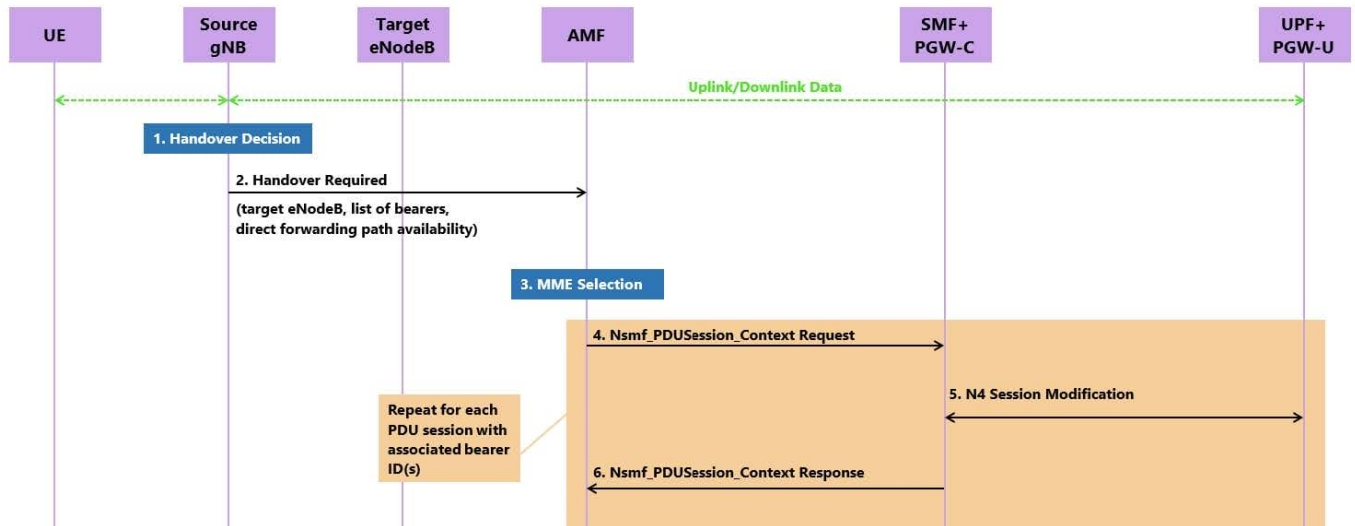 UE
Source
gNB
Target
eNodeB
AMF
SMF+
PGW-C
UPF+
PGW-U
Uplink/Downlink Data
1. Handover Decision
2. Handover Required
(target eNodeB, list of bearers,
direct forwarding path availability)
3. MME Selection
4. Nsmf_PDUSession_Context Request
5. N4 Session Modification
Repeat for each
PDU session with
associated bearer
ID(s)
6. Nsmf_PDUSession_Context Response